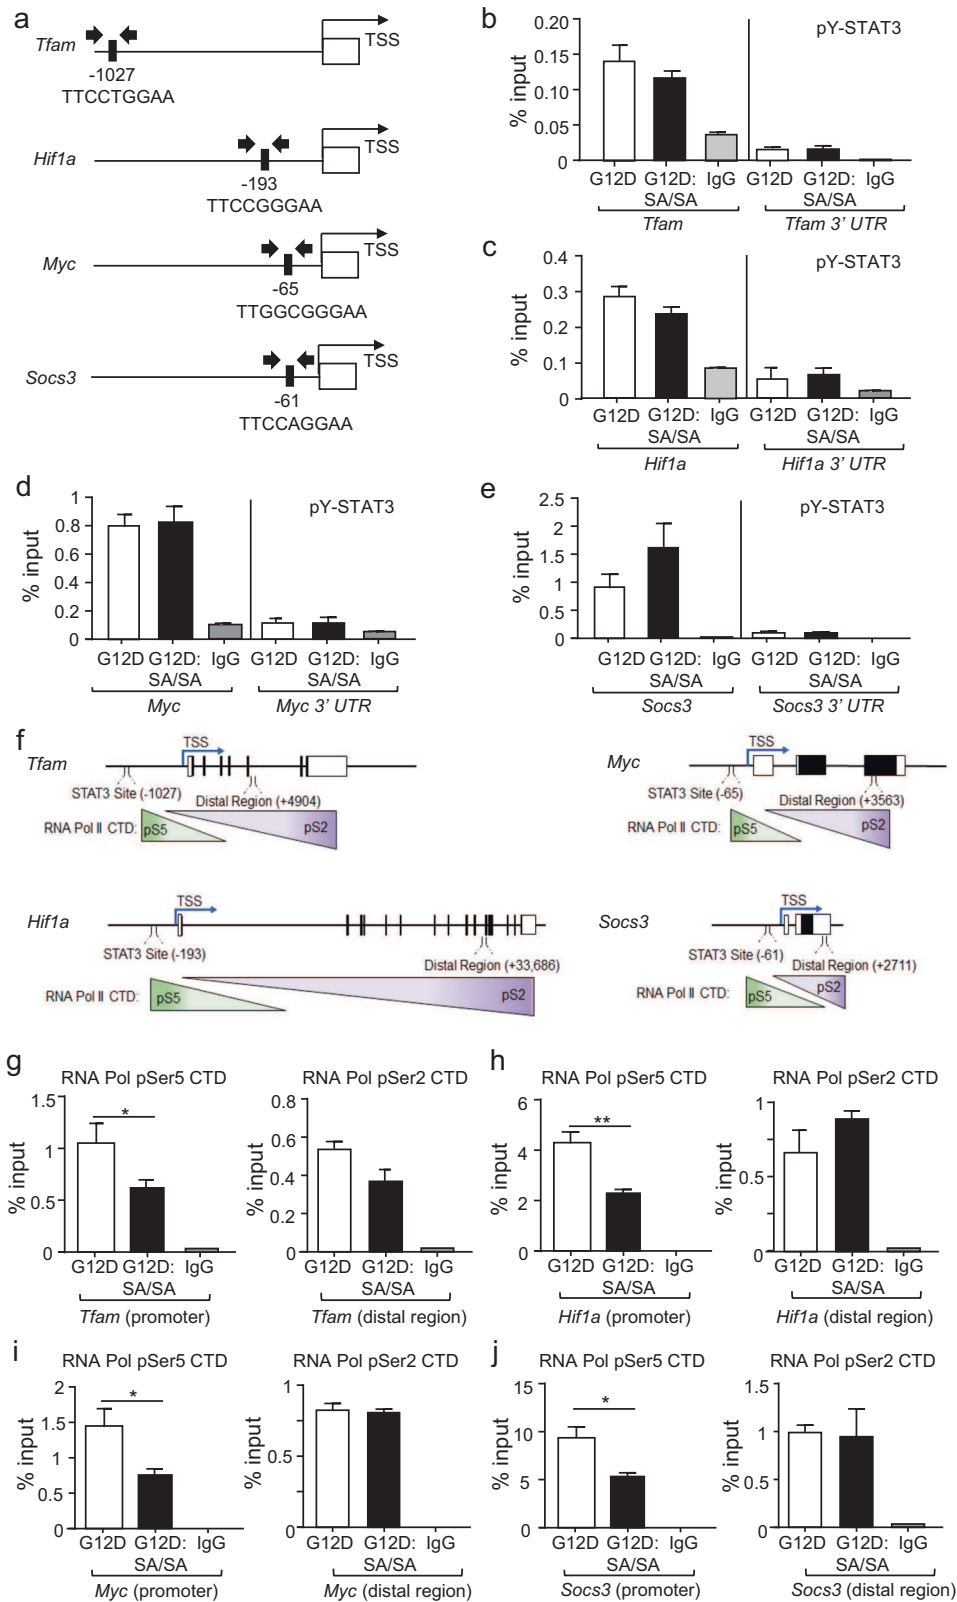 a
Tfam
TSS
-1027
TTCCTGGAA
Hif1a
TSS
-193
TTCCGGGAA
Myc
TSS
-65
TTGGCGGGAA
Socs3
TSS
-61
TTCCAGGAA
b
pY-STAT3
% input
0.20
0.15
0.10
0.05
0
G12D G12D: SA/SA IgG
G12D G12D: SA/SA IgG
Tfam
Tfam 3' UTR
c
pY-STAT3
% input
0.4
0.3
0.2
0.1
0
G12D G12D: SA/SA IgG
G12D G12D: SA/SA IgG
Hif1a
Hif1a 3' UTR
d
pY-STAT3
% input
1
0.8
0.6
0.4
0.2
0
G12D G12D: SA/SA IgG
G12D G12D: SA/SA IgG
Myc
Myc 3' UTR
e
pY-STAT3
% input
2.5
2
1.5
1
0.5
0
G12D G12D: SA/SA IgG
G12D G12D: SA/SA IgG
Socs3
Socs3 3' UTR
f
Tfam
TSS
STAT3 Site (-1027)
Distal Region (+4904)
RNA Pol II CTD:
pS5
pS2
Myc
TSS
STAT3 Site (-65)
Distal Region (+3563)
RNA Pol II CTD:
pS5
pS2
Hif1a
TSS
STAT3 Site (-193)
Distal Region (+33,686)
RNA Pol II CTD:
pS5
pS2
Socs3
TSS
STAT3 Site (-61)
Distal Region (+2711)
RNA Pol II CTD:
pS5
pS2
g
RNA Pol pSer5 CTD
% input
1.5
1
0.5
0
*
G12D G12D: SA/SA IgG
Tfam (promoter)
RNA Pol pSer2 CTD
0.8
0.6
0.4
0.2
0
G12D G12D: SA/SA IgG
Tfam (distal region)
h
RNA Pol pSer5 CTD
% input
6
4
2
0
**
G12D G12D: SA/SA IgG
Hif1a (promoter)
RNA Pol pSer2 CTD
1
0.5
0
G12D G12D: SA/SA IgG
Hif1a (distal region)
i
RNA Pol pSer5 CTD
% input
2
1.5
1
0.5
0
*
G12D G12D: SA/SA IgG
Myc (promoter)
RNA Pol pSer2 CTD
1
0.5
0
G12D G12D: SA/SA IgG
Myc (distal region)
j
RNA Pol pSer5 CTD
% input
15
10
5
0
*
G12D G12D: SA/SA IgG
Socs3 (promoter)
RNA Pol pSer2 CTD
1.5
1
0.5
0
G12D G12D: SA/SA IgG
Socs3 (distal region)